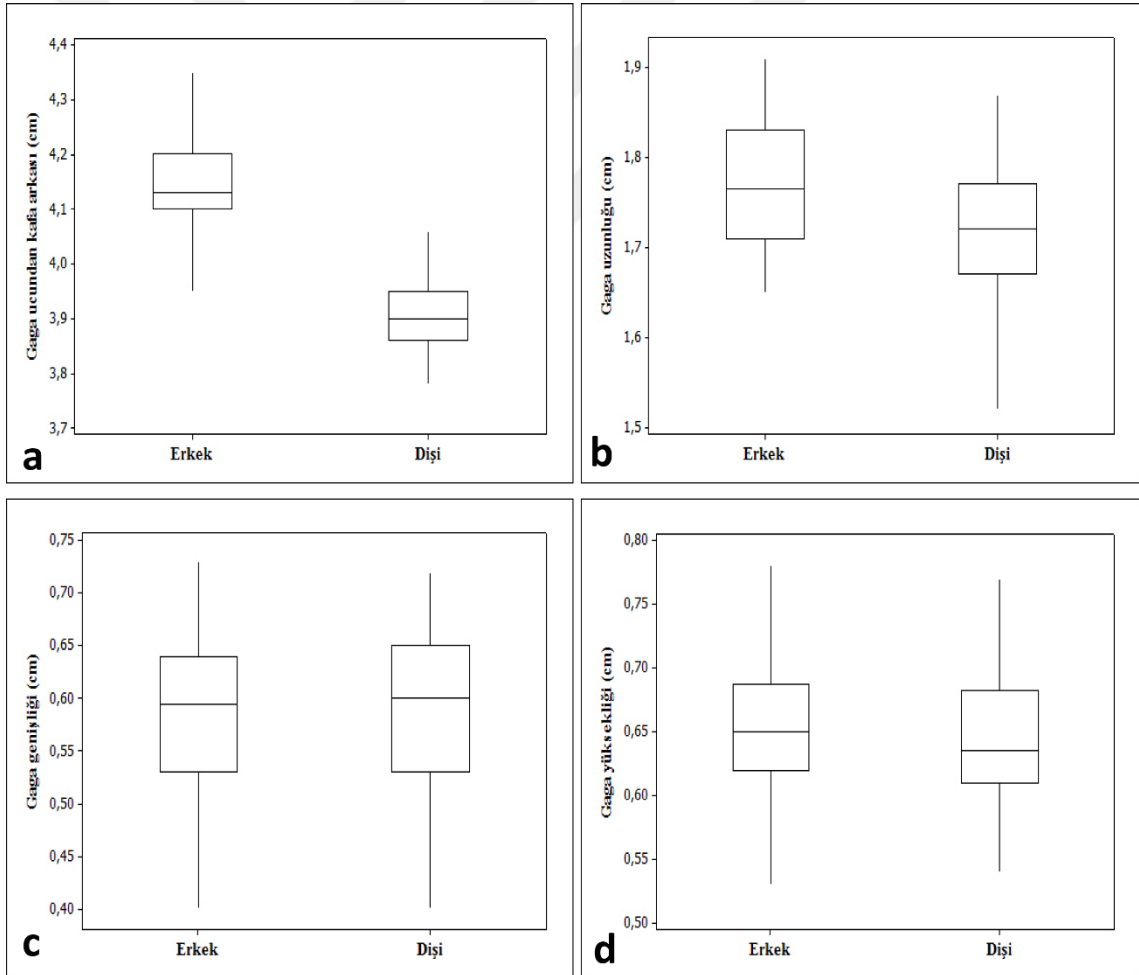 Gaga ucundan kafa arkası (cm)
4,4
4,3
4,2
4,1
4,0
3,9
3,8
3,7
Erkek Dişi
a
Gaga uzunluğu (cm)
1,9
1,8
1,7
1,6
1,5
Erkek Dişi
b
Gaga genişliği (cm)
0,75
0,70
0,65
0,60
0,55
0,50
0,45
0,40
Erkek Dişi
c
Gaga yüksekliği (cm)
0,80
0,75
0,70
0,65
0,60
0,55
0,50
Erkek Dişi
d